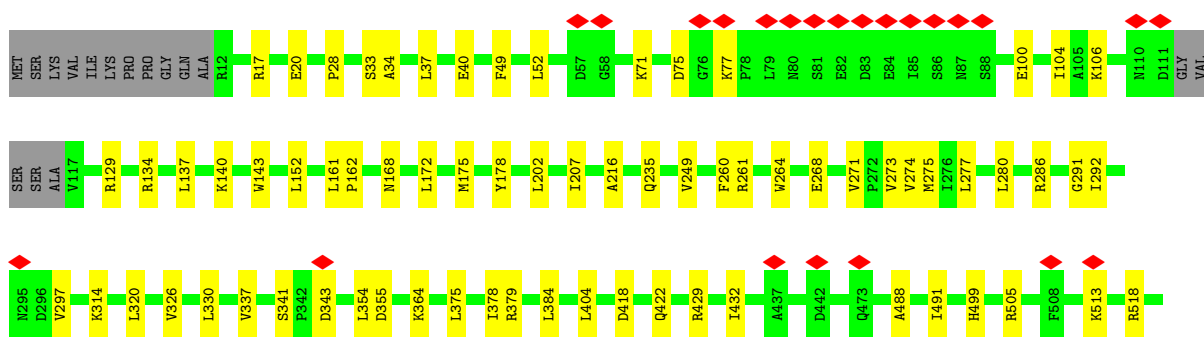 MET SER LYS VAL ILE LYS PRO PRO GLY GLN ALA R12 R17 E20 P28 S33 A34 L37 E40 F49 L52 D57 G58 K71 D75 G76 K77 P78 L79 N80 S81 E82 D83 E84 I85 S86 N87 S88 E100 I104 A105 K106 N110 D111 GLY VAL
SER SER ALA V117 R129 R134 L137 K140 W143 L152 L161 P162 N168 L172 M175 Y178 L202 I207 A216 Q235 V249 F260 R261 W264 E268 V271 P272 V273 V274 M275 I276 L277 L280 R286 G291 I292
N295 D296 V297 K314 L320 V326 L330 V337 S341 P342 D343 L354 D355 K364 L375 I378 R379 L384 L404 D418 Q422 R429 I432 A437 D442 Q473 A488 I491 H499 R505 F508 K513 R518